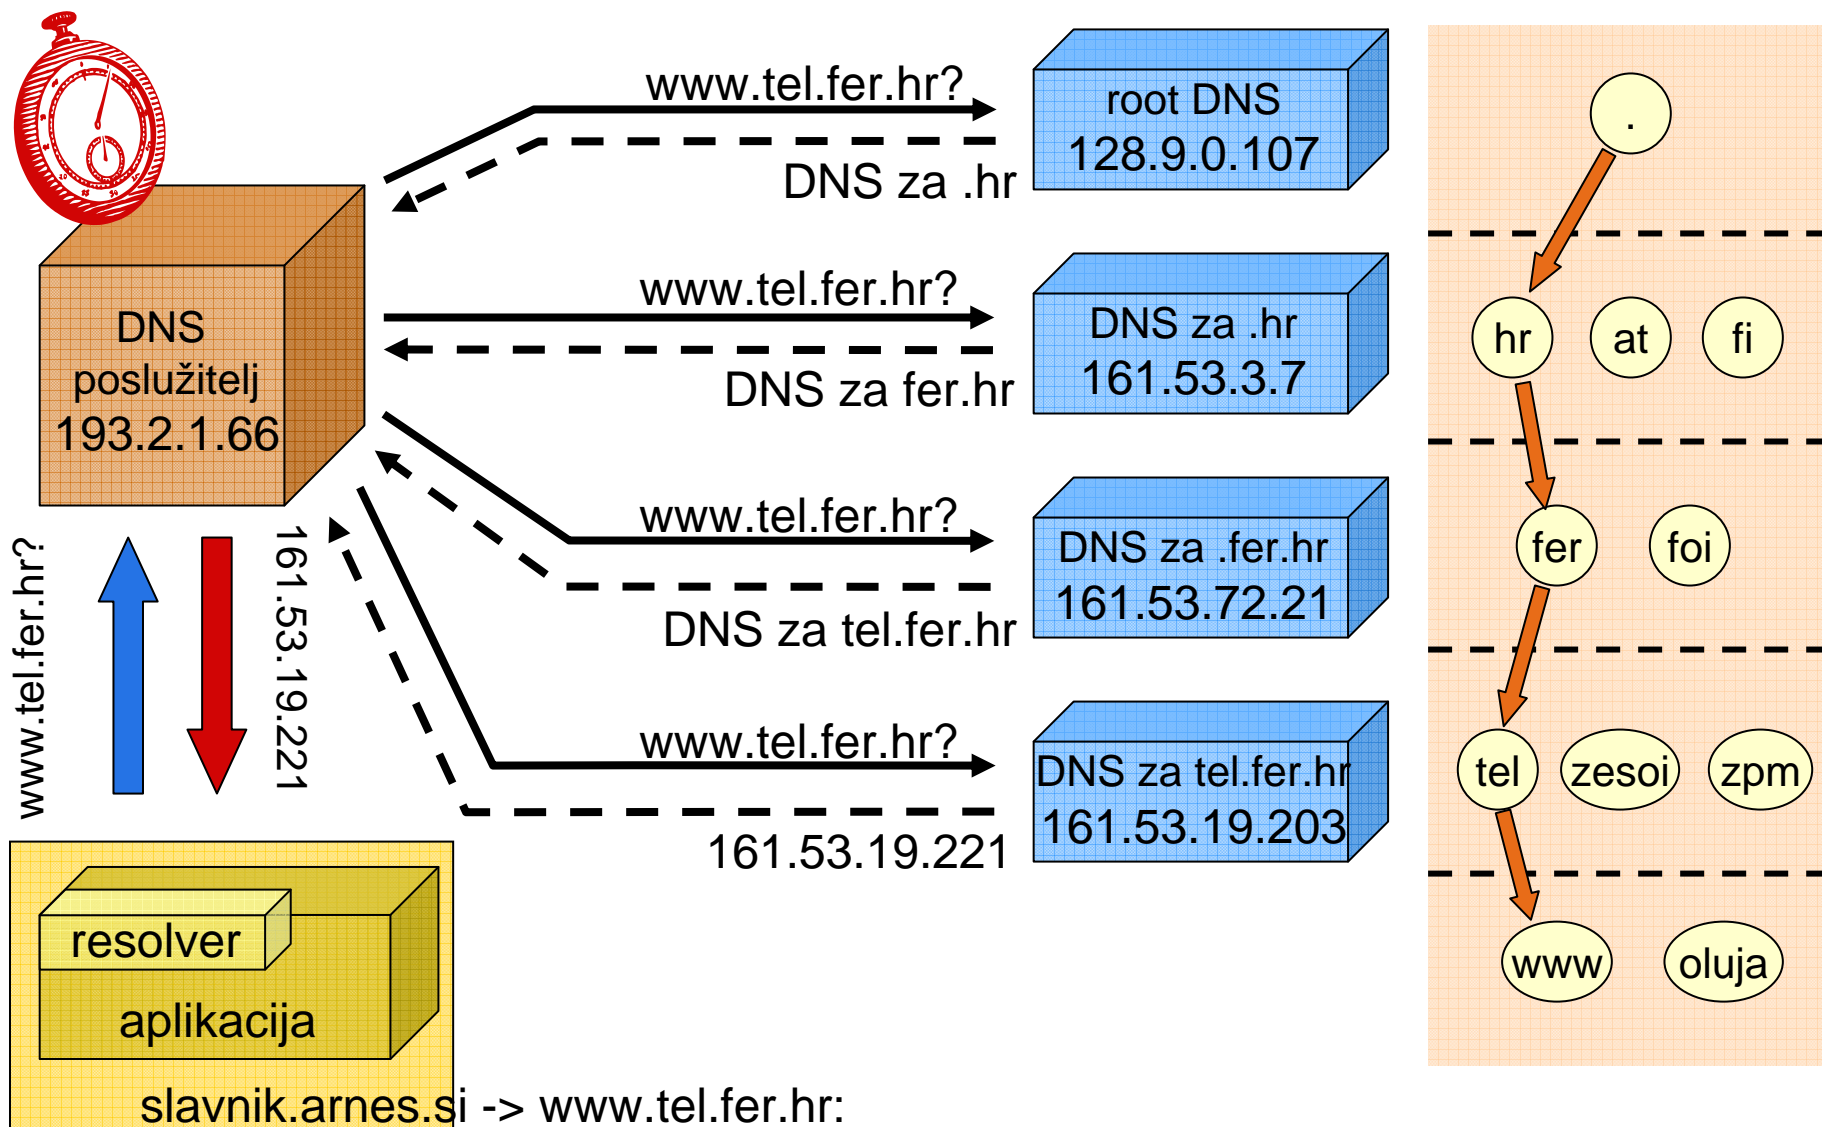 www.tel.fer.hr?
DNS za .hr
root DNS
128.9.0.107
DNS
poslužitelj
193.2.1.66
www.tel.fer.hr?
DNS za fer.hr
DNS za .hr
161.53.3.7
www.tel.fer.hr?
DNS za tel.fer.hr
DNS za .fer.hr
161.53.72.21
www.tel.fer.hr?
161.53.19.221
www.tel.fer.hr?
161.53.19.221
DNS za tel.fer.hr
161.53.19.203
resolver
aplikacija
slavnik.arnes.si -> www.tel.fer.hr:
.
hr
at
fi
fer
foi
tel
zesoi
zpm
www
oluja